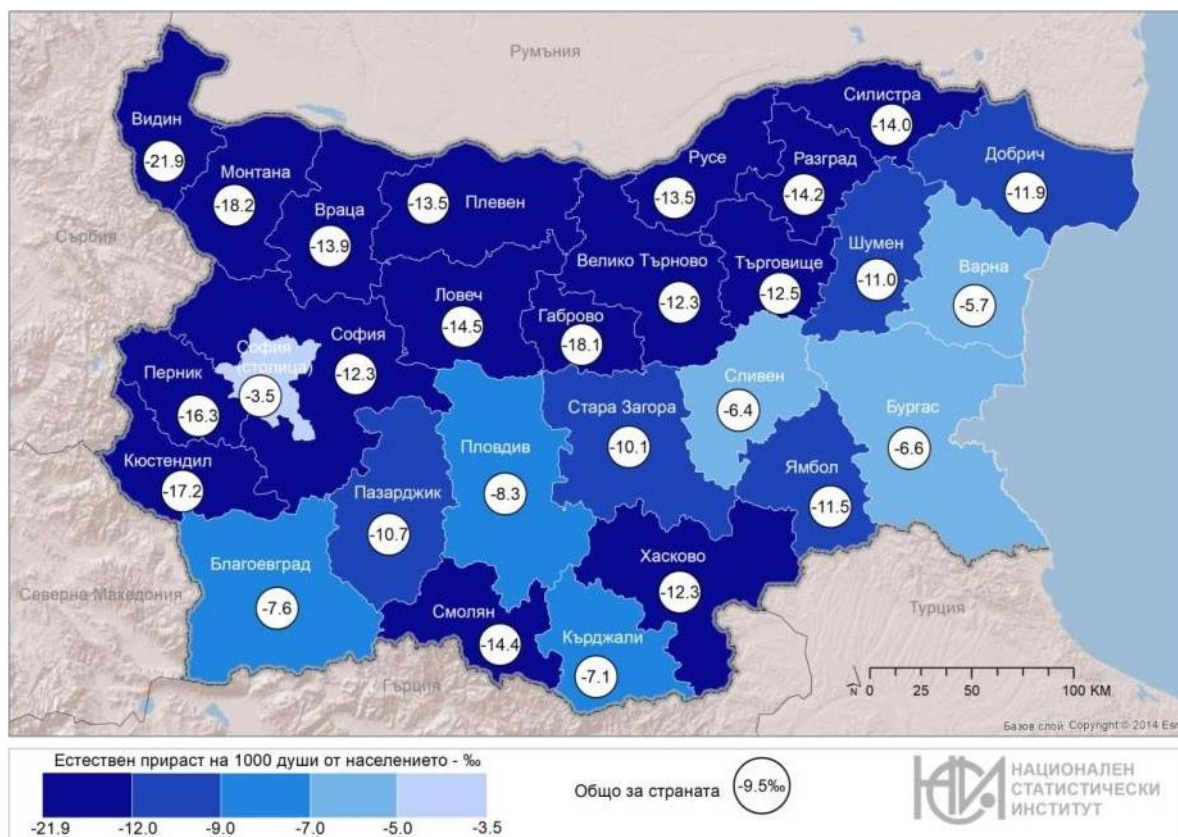 Румъния
Силистра
-14.0
Видин
-21.9
Монтана
-18.2
Враца
-13.9
-13.5
Плевен
Русе
-13.5
Разград
-14.2
Добрич
-11.9
Сърбия
Шумен
-11.0
Варна
-5.7
Велико Търново
-12.3
Търговище
-12.5
Ловеч
-14.5
Габрово
-18.1
София
-12.3
София
(столица)
-3.5
Перник
-16.3
Кюстендил
-17.2
Сливен
-6.4
Бургас
-6.6
Стара Загора
-10.1
Пловдив
-8.3
Пазарджик
-10.7
Ямбол
-11.5
Благоевград
-7.6
Хасково
-12.3
Северна Македония
Смолян
-14.4
Кърджали
-7.1
Турция
Гърция
N
0 25 50 100 KM
Базов слой: Copyright © 2014 Esri
Естествен прираст на 1000 души от населението - ‰
-21.9 -12.0 -9.0 -7.0 -5.0 -3.5
Общо за страната
-9.5‰
НСИ
НАЦИОНАЛЕН
СТАТИСТИЧЕСКИ
ИНСТИТУТ